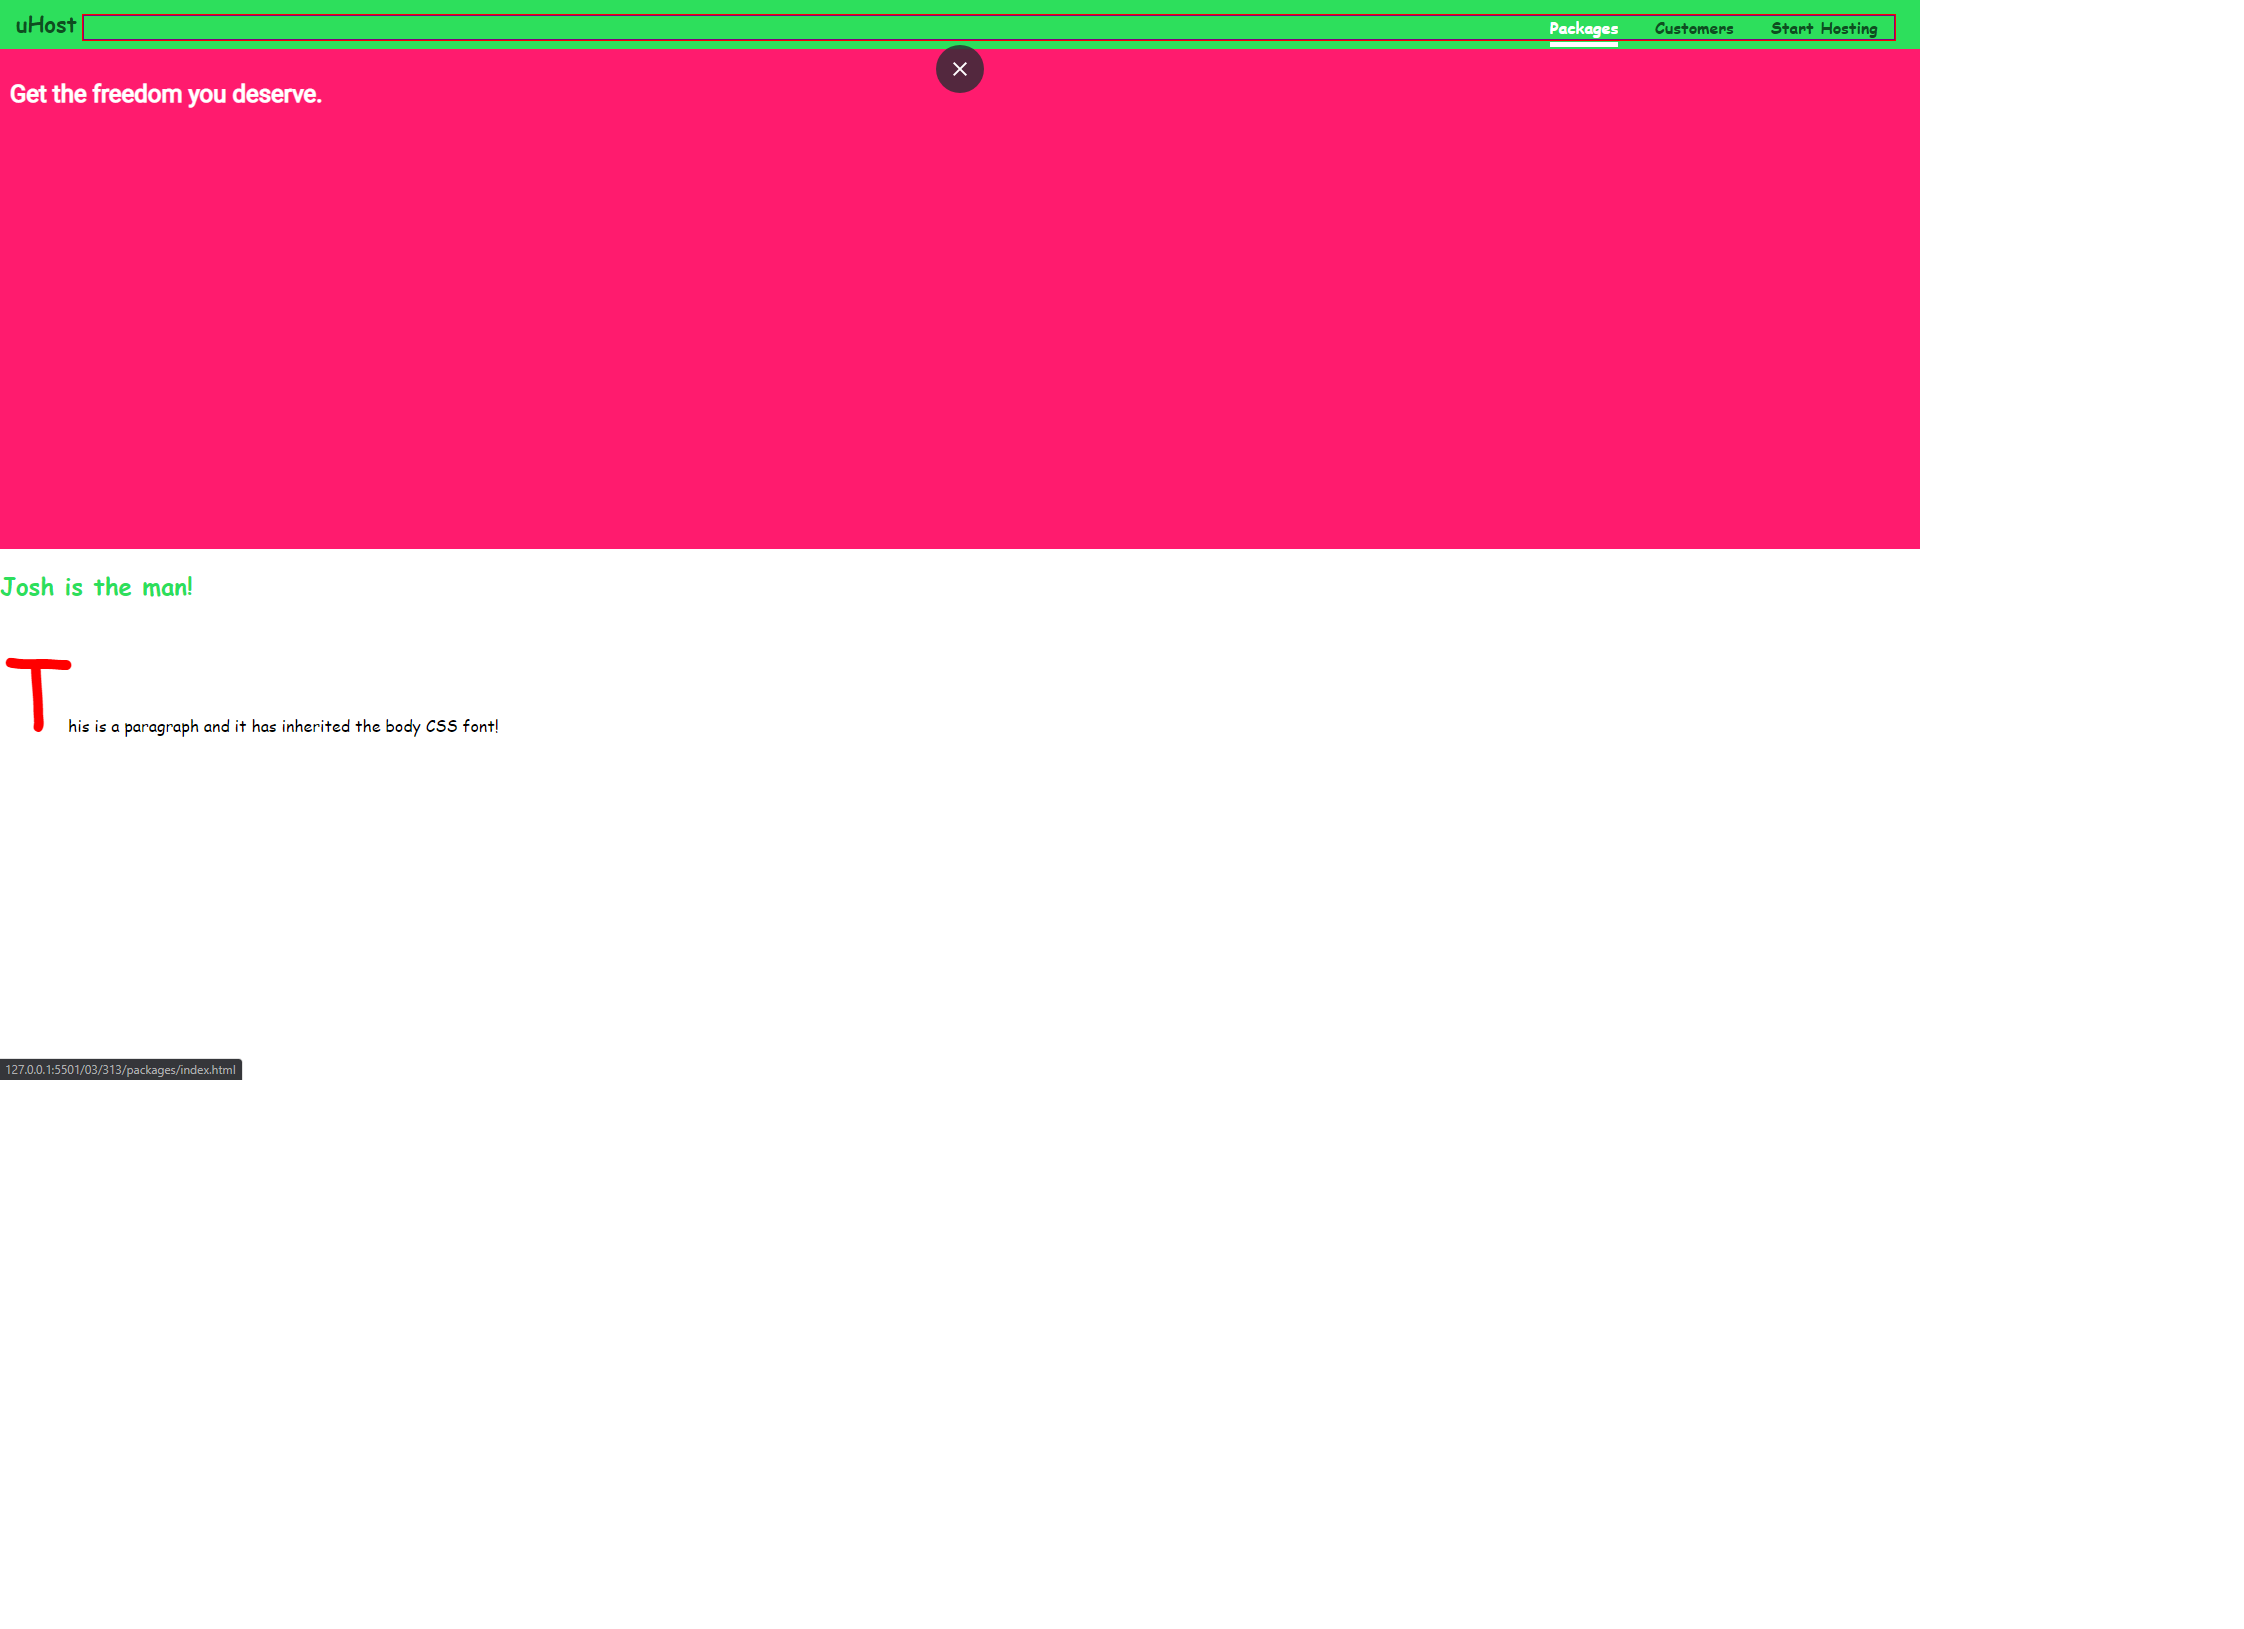 uHost Packages Customers Start Hosting
Get the freedom you deserve.
Josh is the man!
This is a paragraph and it has inherited the body CSS font!
127.0.0.1:5501/03/313/packages/index.html